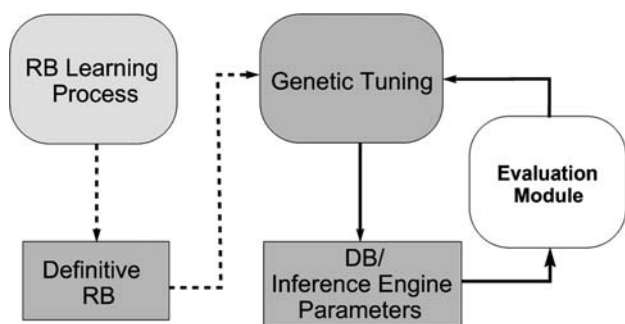 RB Learning
Process
Genetic Tuning
Evaluation
Module
Definitive
RB
DB/
Inference Engine
Parameters